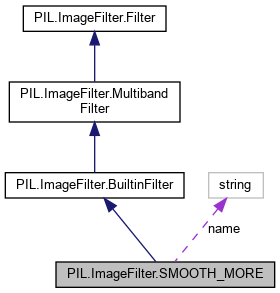 PIL.ImageFilter.Filter
PIL.ImageFilter.Multiband
Filter
PIL.ImageFilter.BuiltinFilter
string
name
PIL.ImageFilter.SMOOTH_MORE